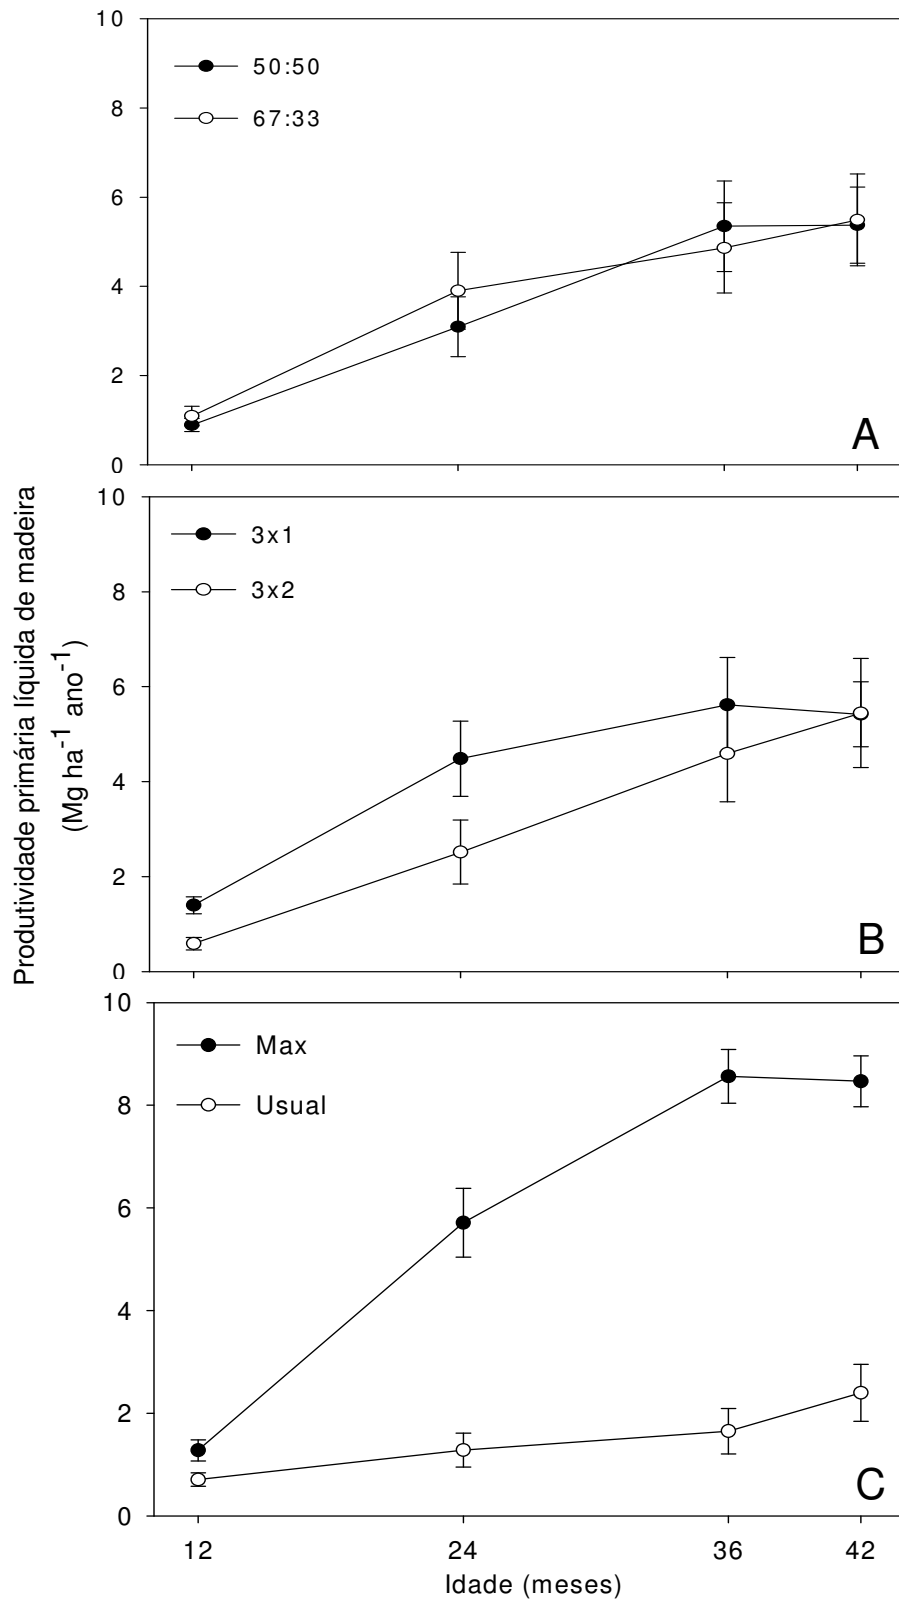 10
8
6
4
2
0
50:50
67:33
A
10
8
6
4
2
0
3x1
3x2
B
Produtividade primária líquida de madeira
(Mg ha⁻¹ ano⁻¹)
10
8
6
4
2
0
Max
Usual
C
12 24 36 42
Idade (meses)